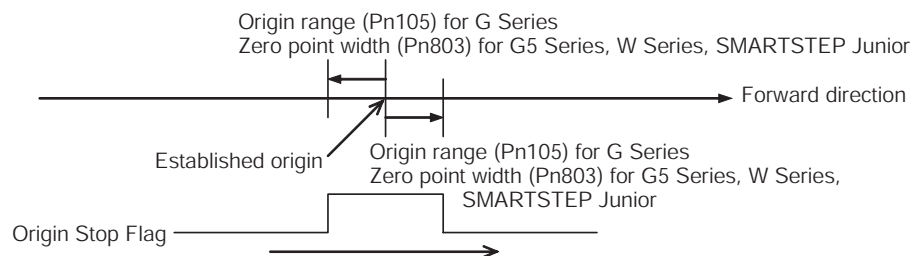 Origin range (Pn105) for G Series
Zero point width (Pn803) for G5 Series, W Series, SMARTSTEP Junior
Forward direction
Established origin
Origin range (Pn105) for G Series
Zero point width (Pn803) for G5 Series, W Series,
SMARTSTEP Junior
Origin Stop Flag